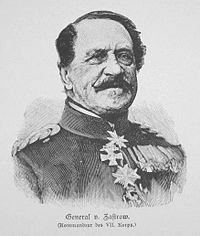 General v. Zastrow.
(Kommandeur des VII. Korps.)